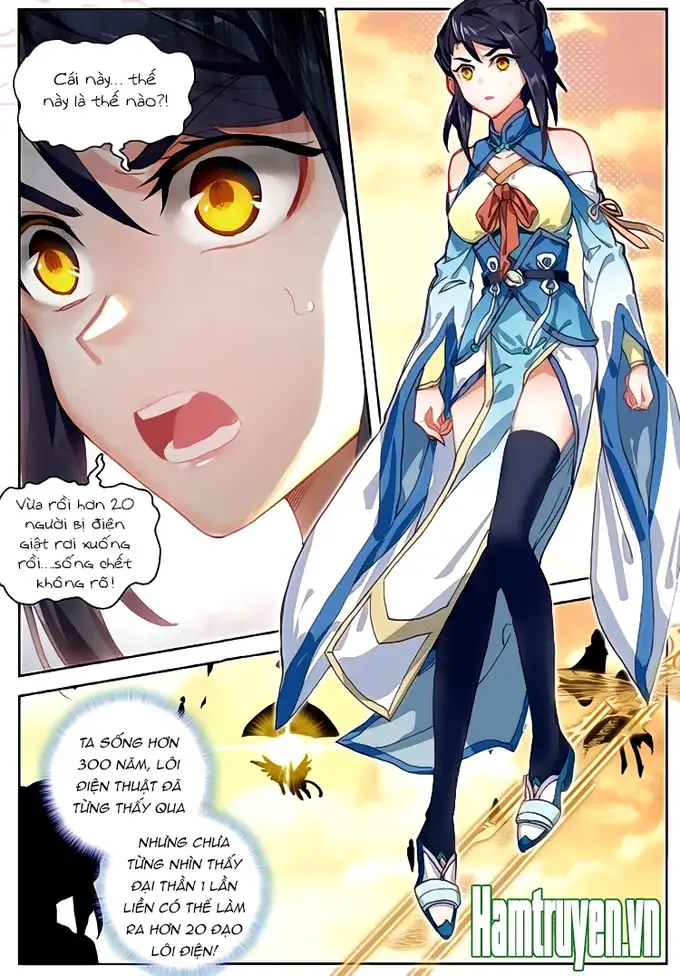 Cái này... thế
này là thế nào?!
Vừa rồi hơn 20
người bị điện
giật rơi xuống
rồi...sống chết
không rõ!
TA SỐNG HƠN
300 NĂM, LÔI
ĐIỆN THUẬT ĐÃ
TỪNG THẤY QUA
NHƯNG CHƯA
TỪNG NHÌN THẤY
ĐẠI THẦN 1 LẦN
LIỀN CÓ THỂ LÀM
RA HƠN 20 ĐẠO
LÔI ĐIỆN!
Hamtruyen.vn